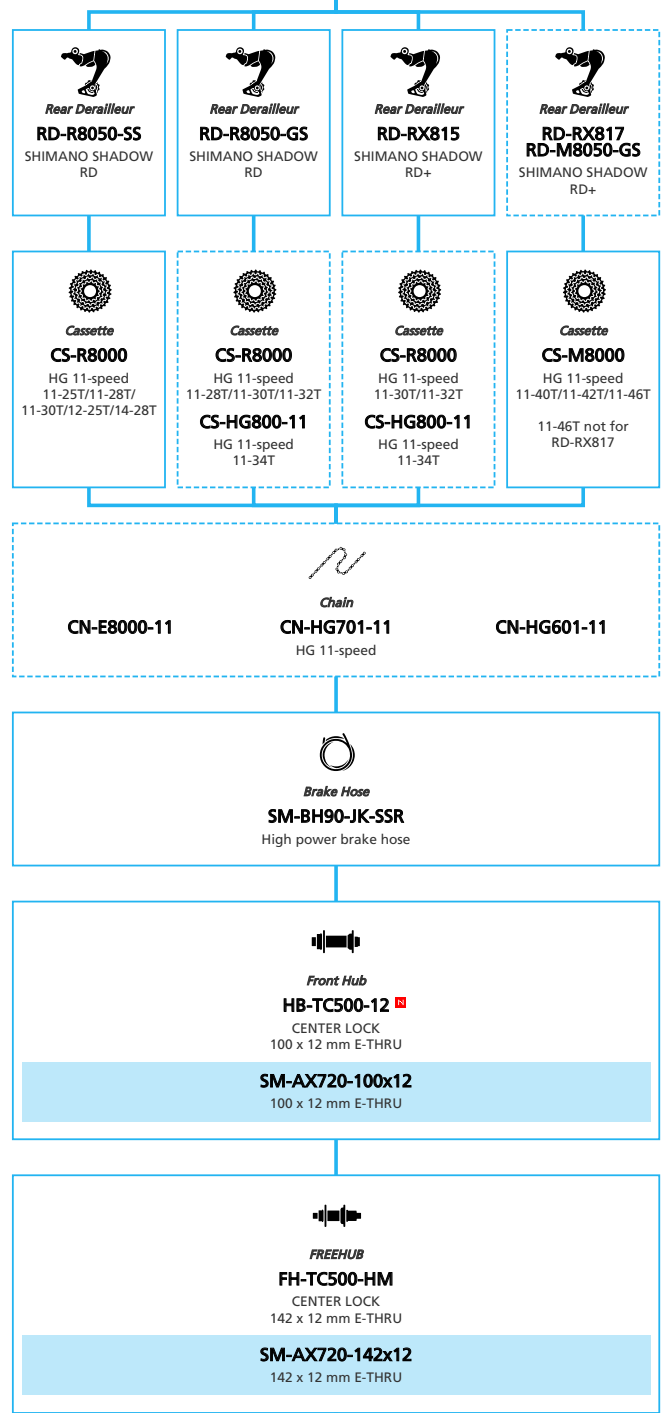 Rear Derailleur
RD-R8050-SS
SHIMANO SHADOW
RD
Rear Derailleur
RD-R8050-GS
SHIMANO SHADOW
RD
Rear Derailleur
RD-RX815
SHIMANO SHADOW
RD+
Rear Derailleur
RD-RX817
RD-M8050-GS
SHIMANO SHADOW
RD+
Cassette
CS-R8000
HG 11-speed
11-25T/11-28T/
11-30T/12-25T/14-28T
Cassette
CS-R8000
HG 11-speed
11-28T/11-30T/11-32T
CS-HG800-11
HG 11-speed
11-34T
Cassette
CS-R8000
HG 11-speed
11-30T/11-32T
CS-HG800-11
HG 11-speed
11-34T
Cassette
CS-M8000
HG 11-speed
11-40T/11-42T/11-46T
11-46T not for
RD-RX817
Chain
CN-E8000-11
CN-HG701-11
HG 11-speed
CN-HG601-11
Brake Hose
SM-BH90-JK-SSR
High power brake hose
Front Hub
HB-TC500-12 N
CENTER LOCK
100 x 12 mm E-THRU
SM-AX720-100x12
100 x 12 mm E-THRU
FREEHUB
FH-TC500-HM
CENTER LOCK
142 x 12 mm E-THRU
SM-AX720-142x12
142 x 12 mm E-THRU